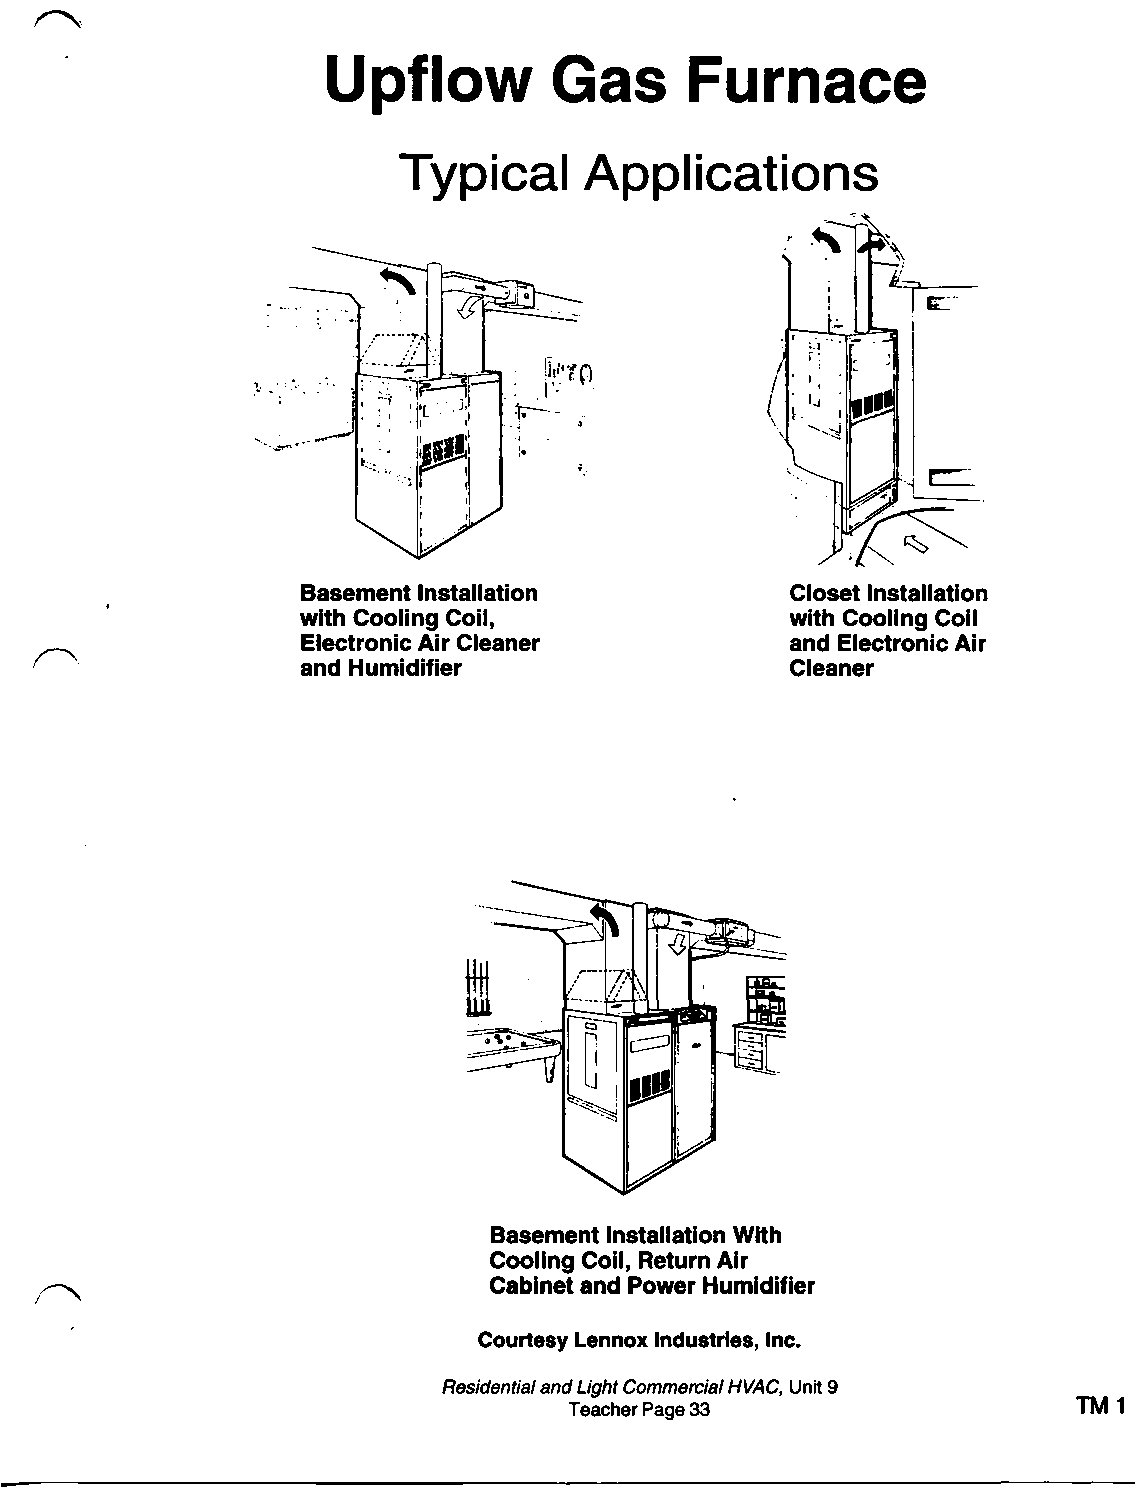 Upflow Gas Furnace
Typical Applications
Basement Installation
with Cooling Coil,
Electronic Air Cleaner
and Humidifier
Closet Installation
with Cooling Coil
and Electronic Air
Cleaner
Basement Installation With
Cooling Coil, Return Air
Cabinet and Power Humidifier
Courtesy Lennox Industries, Inc.
Residential and Light Commercial HVAC, Unit 9
Teacher Page 33
TM 1